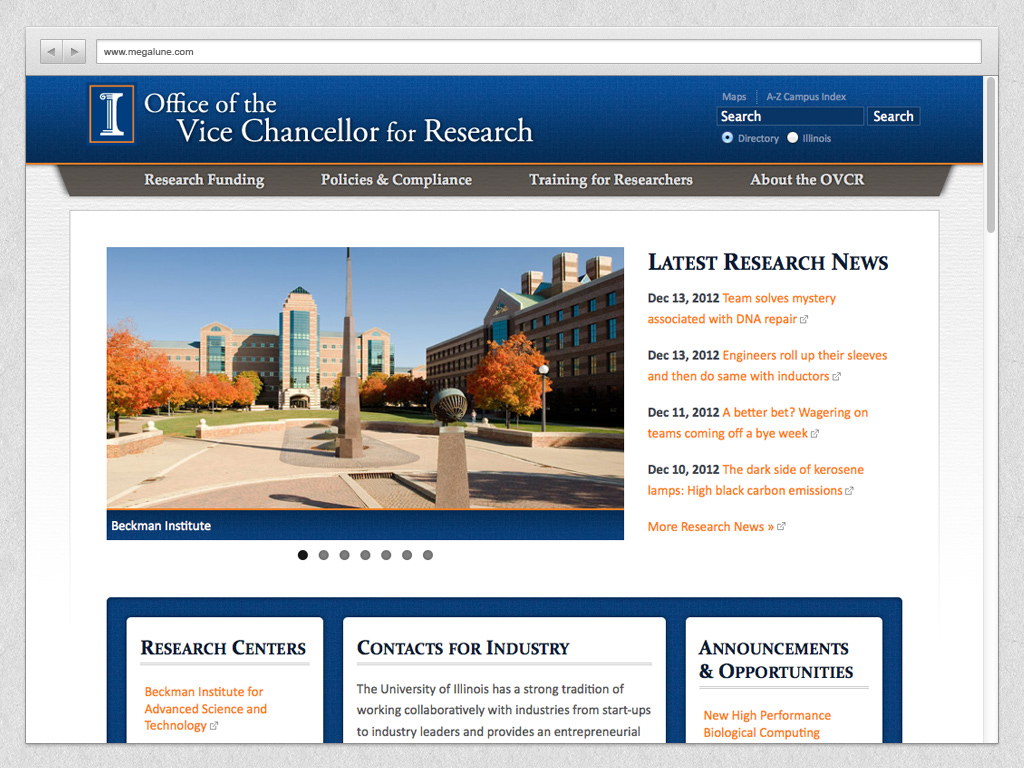 www.megalune.com
Office of the
Vice Chancellor for Research
Maps
A-Z Campus Index
Search
Search
Directory
Illinois
Research Funding
Policies & Compliance
Training for Researchers
About the OVCR
Beckman Institute
Latest Research News
Dec 13, 2012 Team solves mystery
associated with DNA repair
Dec 13, 2012 Engineers roll up their sleeves
and then do same with inductors
Dec 11, 2012 A better bet? Wagering on
teams coming off a bye week
Dec 10, 2012 The dark side of kerosene
lamps: High black carbon emissions
More Research News »
Research Centers
Beckman Institute for
Advanced Science and
Technology
Contacts for Industry
The University of Illinois has a strong tradition of
working collaboratively with industries from start-ups
to industry leaders and provides an entrepreneurial
Announcements
& Opportunities
New High Performance
Biological Computing